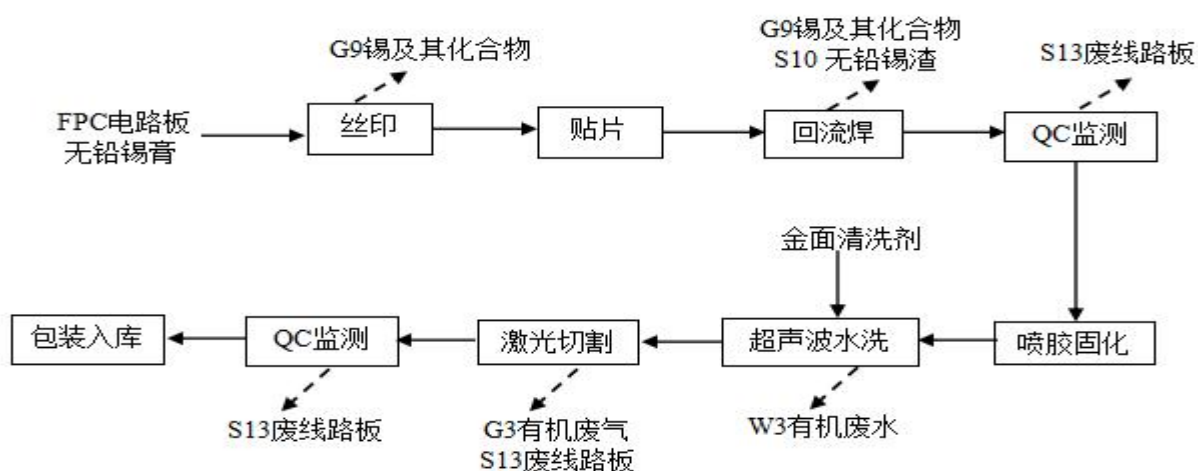 G9锡及其化合物
G9锡及其化合物
S10 无铅锡渣
S13废线路板
FPC电路板
无铅锡膏
丝印
贴片
回流焊
QC监测
金面清洗剂
包装入库
QC监测
激光切割
超声波水洗
喷胶固化
S13废线路板
G3有机废气
S13废线路板
W3有机废水